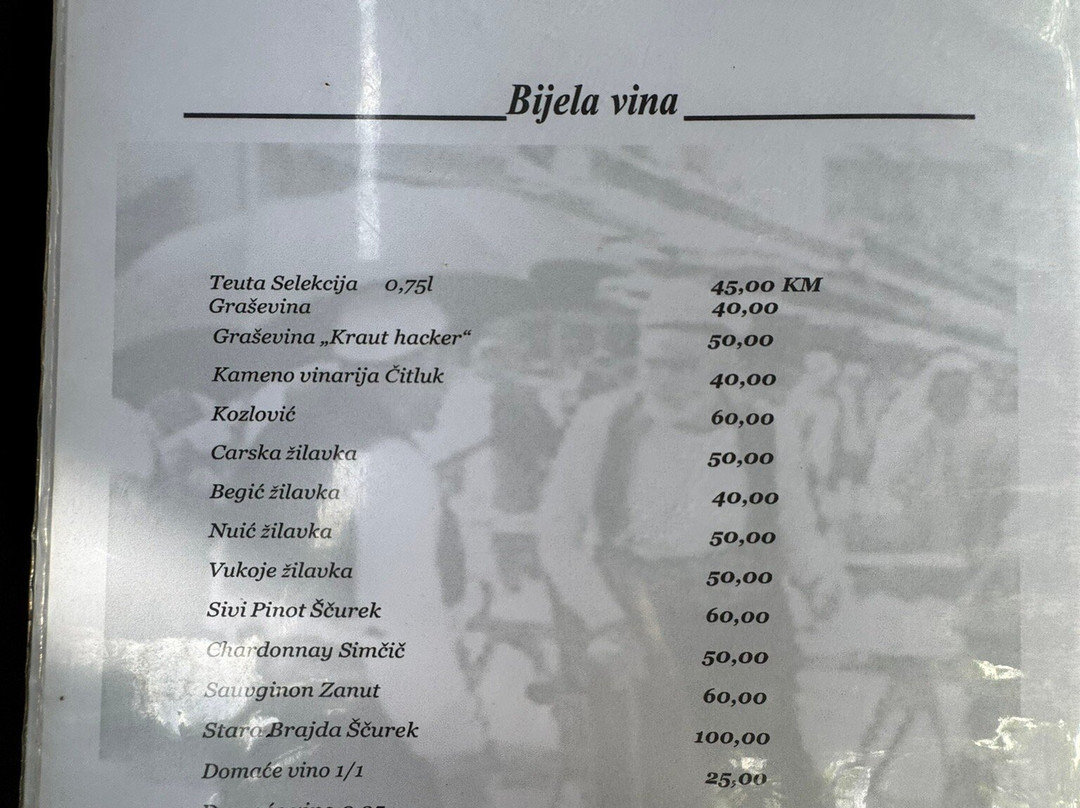 Bijela vina
Teuta Selekcija 0,75l 45,00 KM
Graševina 40,00
Graševina „Kraut hacker“ 50,00
Kameno vinarija Čitluk 40,00
Kozlović 60,00
Carska žilavka 50,00
Begić žilavka 40,00
Nuić žilavka 50,00
Vukoje žilavka 50,00
Sivi Pinot Ščurek 60,00
Chardonnay Simčič 50,00
Sauvginon Zanut 60,00
Stara Brajda Ščurek 100,00
Domaće vino 1/1 25,00